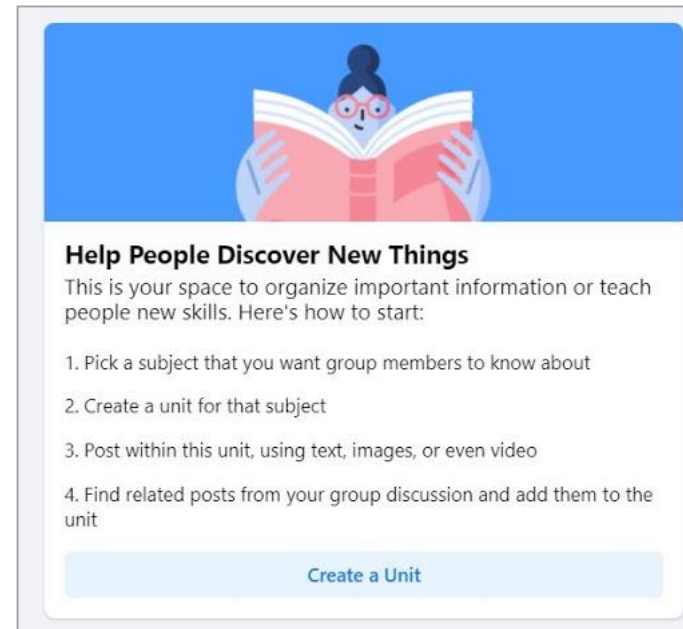 Help People Discover New Things
This is your space to organize important information or teach
people new skills. Here's how to start:
1. Pick a subject that you want group members to know about
2. Create a unit for that subject
3. Post within this unit, using text, images, or even video
4. Find related posts from your group discussion and add them to the
unit
Create a Unit